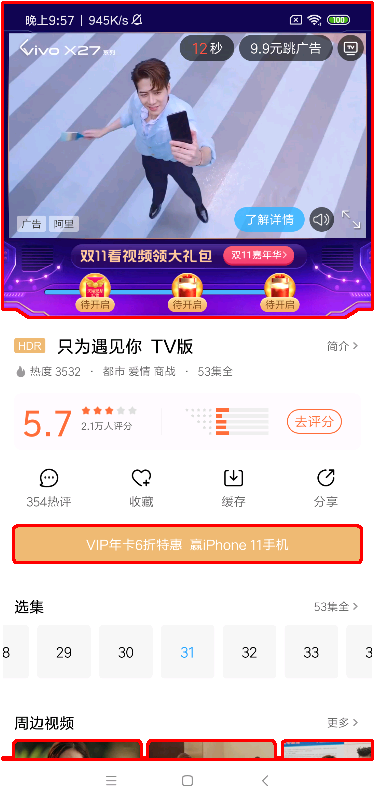 晚上9:57 945K/s 100
vivo X27 系列 12 秒 9.9元跳广告 TV
广告 阿里 了解详情
双11看视频领大礼包 双11嘉年华>
待开启 待开启 待开启
HDR 只为遇见你 TV版 简介 >
热度 3532 · 都市 爱情 商战 · 53集全
5.7 2.1万人评分 去评分
354热评 收藏 缓存 分享
VIP年卡6折特惠 赢iPhone 11手机
选集 53集全 >
8 29 30 31 32 33 3
周边视频 更多 >